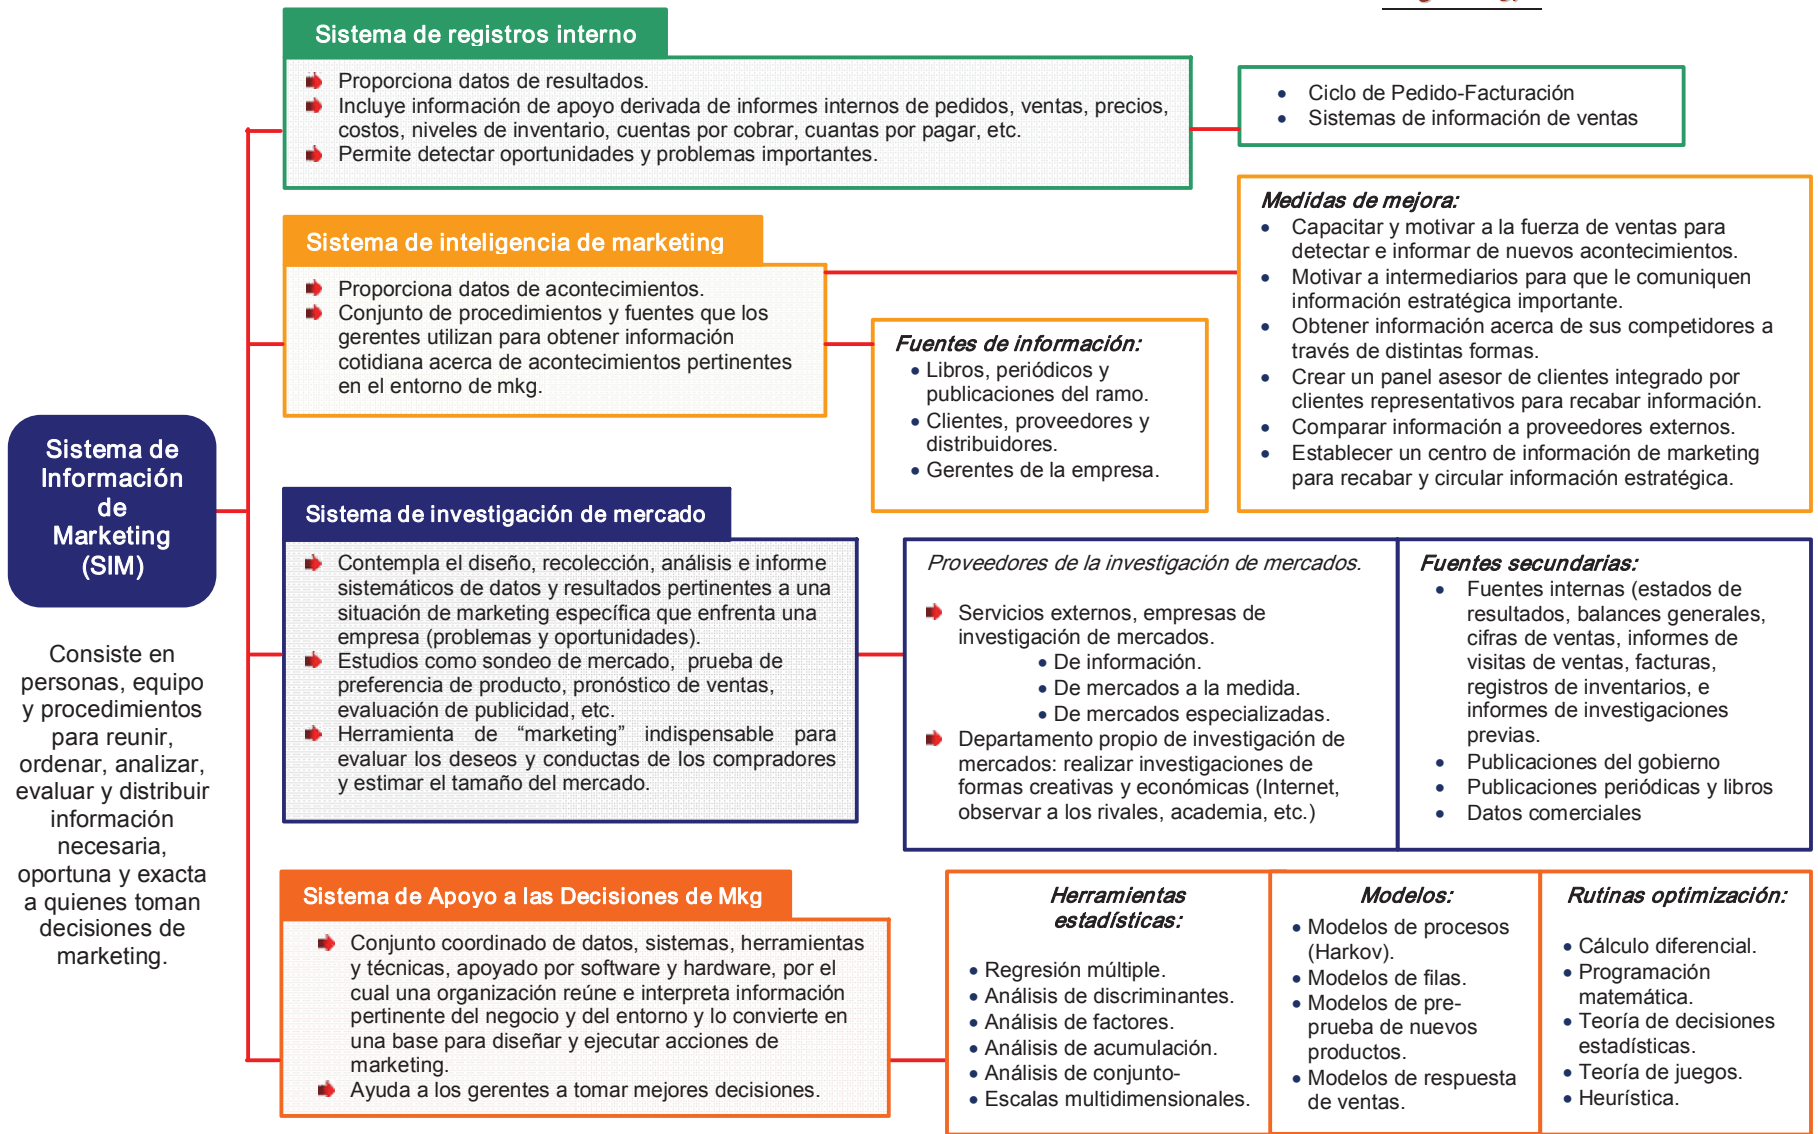 Sistema de registros interno
Proporciona datos de resultados.
Incluye información de apoyo derivada de informes internos de pedidos, ventas, precios,
costos, niveles de inventario, cuentas por cobrar, cuantas por pagar, etc.
Permite detectar oportunidades y problemas importantes.
• Ciclo de Pedido-Facturación
• Sistemas de información de ventas
Sistema de inteligencia de marketing
Proporciona datos de acontecimientos.
Conjunto de procedimientos y fuentes que los
gerentes utilizan para obtener información
cotidiana acerca de acontecimientos pertinentes
en el entorno de mkg.
Fuentes de información:
• Libros, periódicos y
publicaciones del ramo.
• Clientes, proveedores y
distribuidores.
• Gerentes de la empresa.
Medidas de mejora:
• Capacitar y motivar a la fuerza de ventas para
detectar e informar de nuevos acontecimientos.
• Motivar a intermediarios para que le comuniquen
información estratégica importante.
• Obtener información acerca de sus competidores a
través de distintas formas.
• Crear un panel asesor de clientes integrado por
clientes representativos para recabar información.
• Comparar información a proveedores externos.
• Establecer un centro de información de marketing
para recabar y circular información estratégica.
Sistema de
Información
de
Marketing
(SIM)
Consiste en
personas, equipo
y procedimientos
para reunir,
ordenar, analizar,
evaluar y distribuir
información
necesaria,
oportuna y exacta
a quienes toman
decisiones de
marketing.
Sistema de investigación de mercado
Contempla el diseño, recolección, análisis e informe
sistemáticos de datos y resultados pertinentes a una
situación de marketing específica que enfrenta una
empresa (problemas y oportunidades).
Estudios como sondeo de mercado, prueba de
preferencia de producto, pronóstico de ventas,
evaluación de publicidad, etc.
Herramienta de “marketing” indispensable para
evaluar los deseos y conductas de los compradores
y estimar el tamaño del mercado.
Proveedores de la investigación de mercados.
Servicios externos, empresas de
investigación de mercados.
• De información.
• De mercados a la medida.
• De mercados especializadas.
Departamento propio de investigación de
mercados: realizar investigaciones de
formas creativas y económicas (Internet,
observar a los rivales, academia, etc.)
Fuentes secundarias:
• Fuentes internas (estados de
resultados, balances generales,
cifras de ventas, informes de
visitas de ventas, facturas,
registros de inventarios, e
informes de investigaciones
previas.
• Publicaciones del gobierno
• Publicaciones periódicas y libros
• Datos comerciales
Sistema de Apoyo a las Decisiones de Mkg
Conjunto coordinado de datos, sistemas, herramientas
y técnicas, apoyado por software y hardware, por el
cual una organización reúne e interpreta información
pertinente del negocio y del entorno y lo convierte en
una base para diseñar y ejecutar acciones de
marketing.
Ayuda a los gerentes a tomar mejores decisiones.
Herramientas
estadísticas:
• Regresión múltiple.
• Análisis de discriminantes.
• Análisis de factores.
• Análisis de acumulación.
• Análisis de conjunto-
• Escalas multidimensionales.
Modelos:
• Modelos de procesos
(Harkov).
• Modelos de filas.
• Modelos de pre-
prueba de nuevos
productos.
• Modelos de respuesta
de ventas.
Rutinas optimización:
• Cálculo diferencial.
• Programación
matemática.
• Teoría de decisiones
estadísticas.
• Teoría de juegos.
• Heurística.